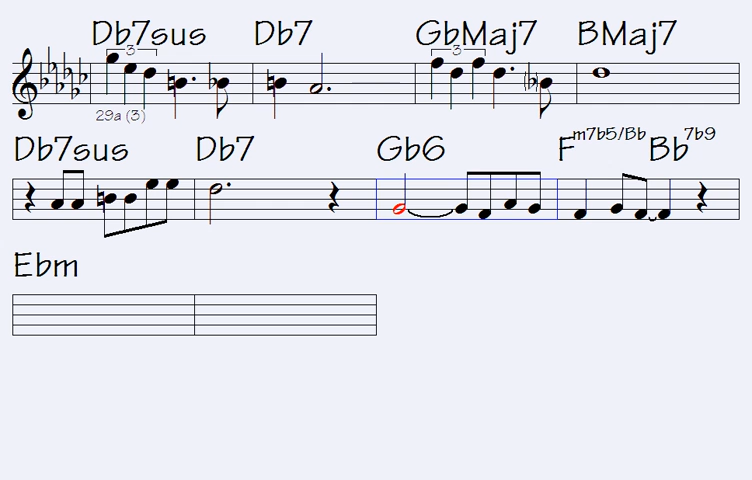 Db7sus Db7 GbMaj7 BMaj7
3 3
29a (3)
Db7sus Db7 Gb6 Fm7b5/Bb Bb7b9
Ebm